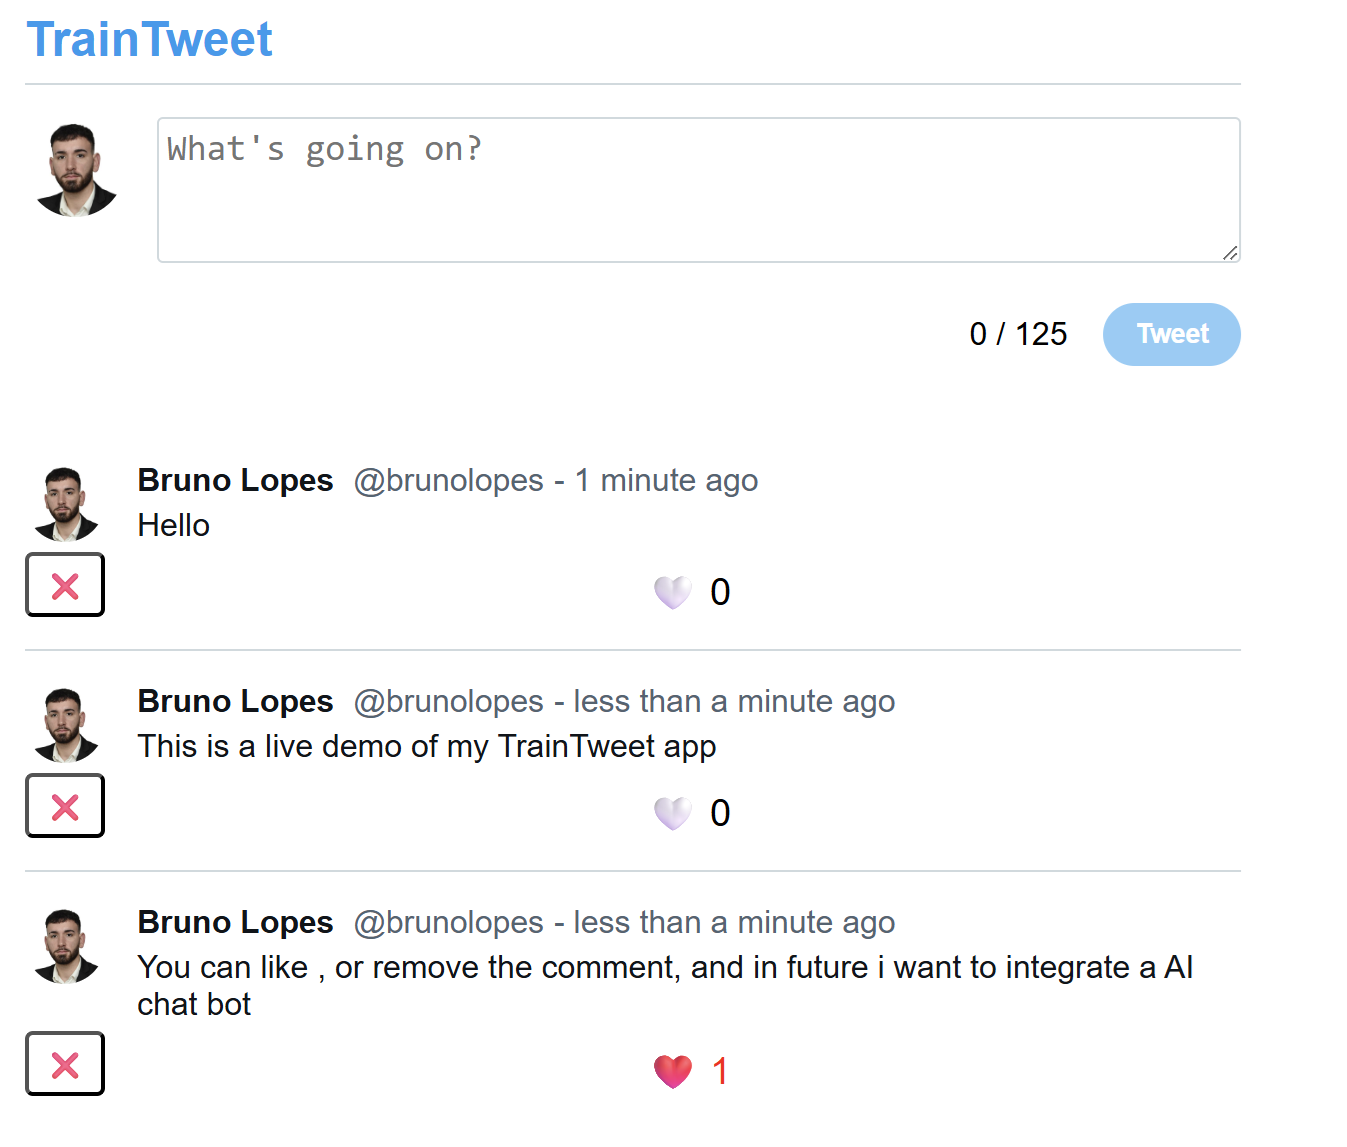 TrainTweet
What's going on?
0 / 125 Tweet
Bruno Lopes @brunolopes - 1 minute ago
Hello
0
Bruno Lopes @brunolopes - less than a minute ago
This is a live demo of my TrainTweet app
0
Bruno Lopes @brunolopes - less than a minute ago
You can like , or remove the comment, and in future i want to integrate a AI
chat bot
1